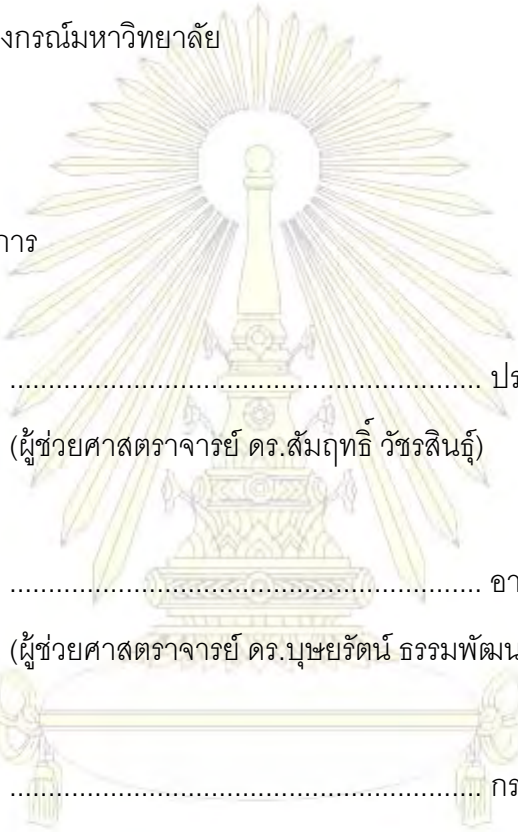 งกรณ์มหาวิทยาลัย
การ
............................................................. ปร
(ผู้ช่วยศาสตราจารย์ ดร.สัมฤทธิ์ วัชรสินธุ์)
............................................................. อา
(ผู้ช่วยศาสตราจารย์ ดร.บุษยรัตน์ ธรรมพัฒน
............................................................. กร